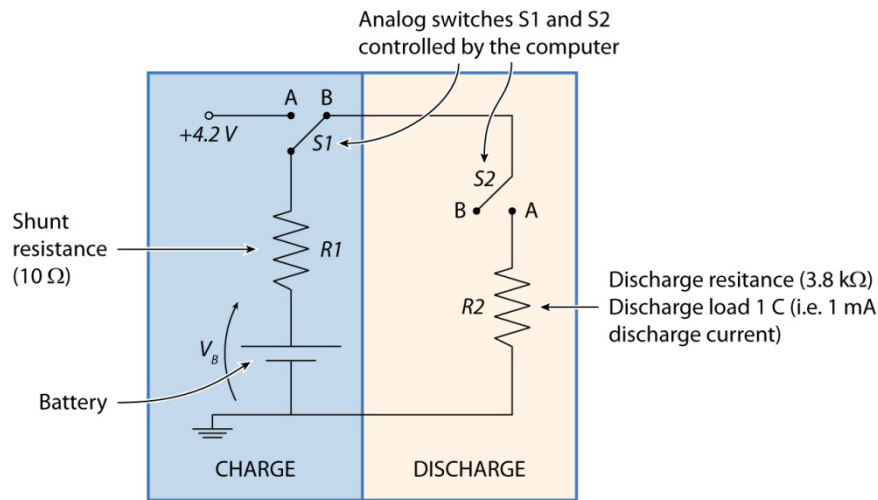 Analog switches S1 and S2
controlled by the computer
A B
+4.2 V
S1
S2
B A
Shunt
resistance
(10 Ω)
R1
R2
Discharge resitance (3.8 kΩ)
Discharge load 1 C (i.e. 1 mA
discharge current)
V_B
Battery
CHARGE
DISCHARGE